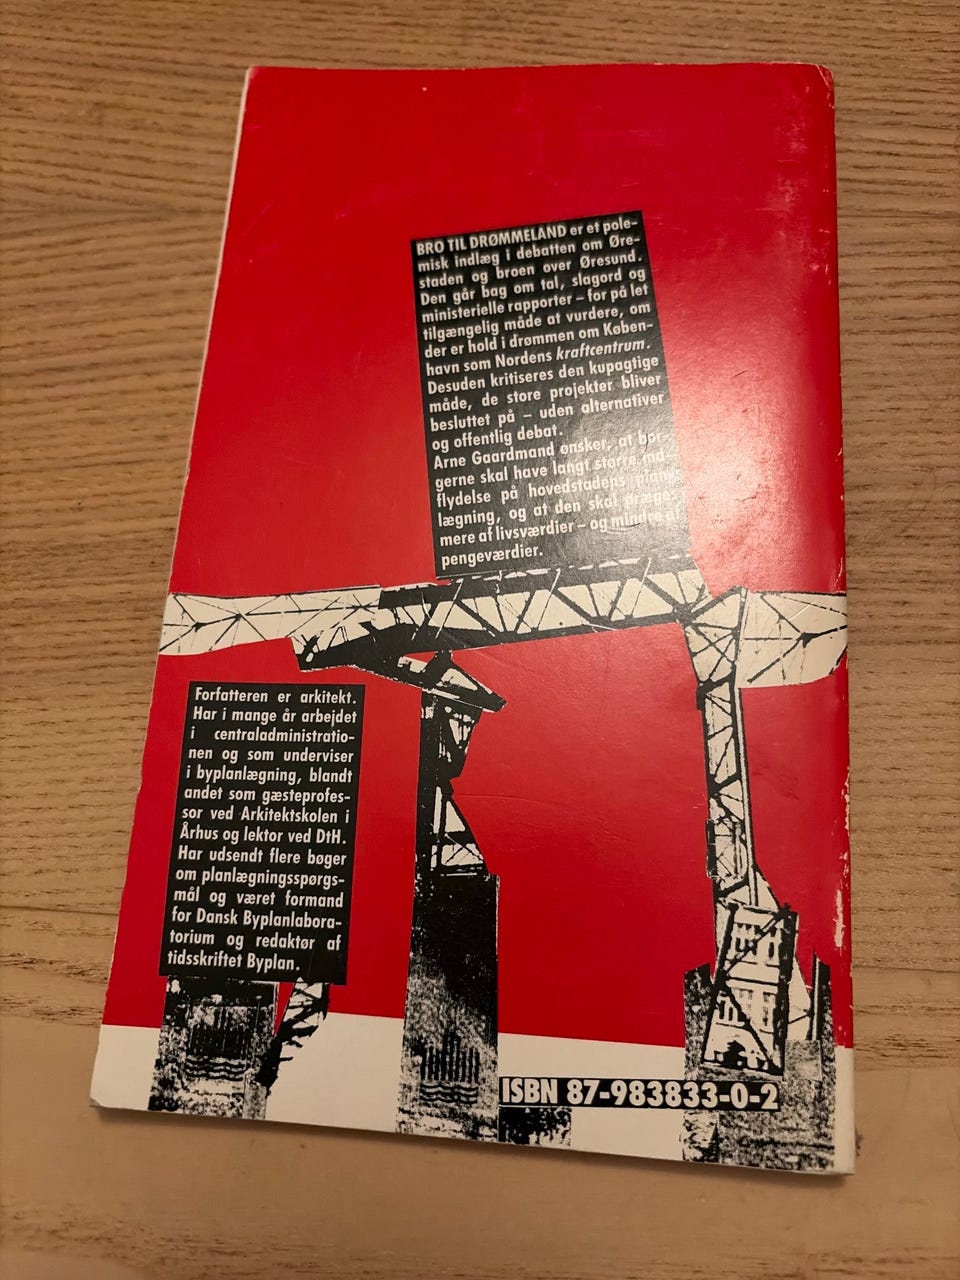 BRO TIL DRØMMELAND er et pole-
misk indlæg i debatten om Øre-
staden og broen over Øresund.
Den går bag om tal, slagord og
ministerielle rapporter – for på let
tilgængelig måde at vurdere, om
der er hold i drømmen om Køben-
havn som Nordens kraftcentrum.
Desuden kritiseres den kupagtige
måde, de store projekter bliver
besluttet på – uden alternativer
og offentlig debat.
Arne Gaardmand ønsker, at bor-
gerne skal have langt større ind-
flydelse på hovedstadens plan-
lægning, og at den skal præges
mere af livsværdier – og mindre af
pengeværdier.
Forfatteren er arkitekt.
Har i mange år arbejdet
i centraladministratio-
nen og som underviser
i byplanlægning, blandt
andet som gæsteprofes-
sor ved Arkitektskolen i
Århus og lektor ved DtH.
Har udsendt flere bøger
om planlægningsspørgs-
mål og været formand
for Dansk Byplanlabora-
torium og redaktør af
tidsskriftet Byplan.
ISBN 87-983833-0-2